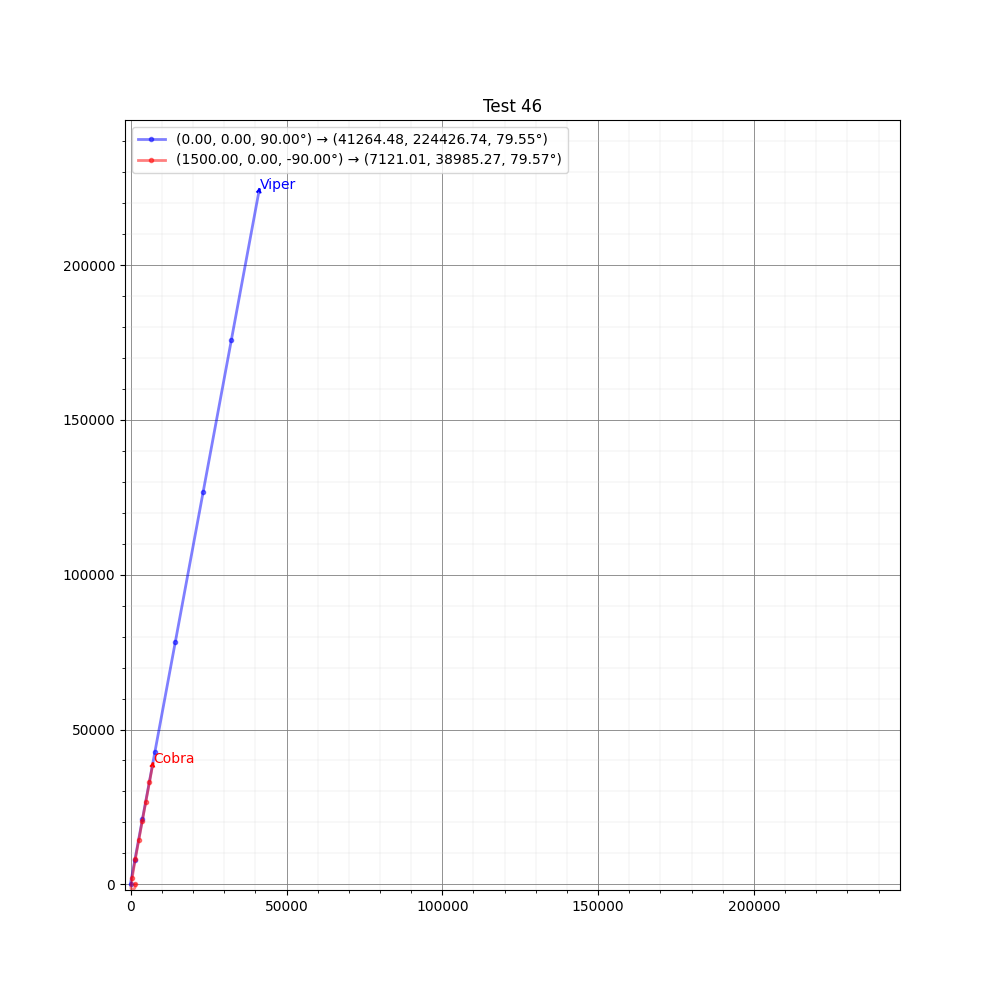 Test 46
(0.00, 0.00, 90.00°) → (41264.48, 224426.74, 79.55°)
(1500.00, 0.00, -90.00°) → (7121.01, 38985.27, 79.57°)
Viper
200000
150000
100000
50000
Cobra
0
0 50000 100000 150000 200000